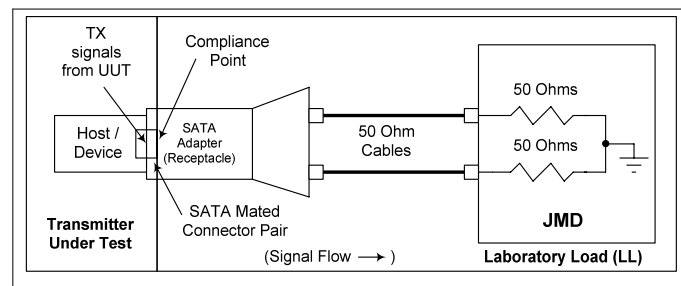 TX
signals
from UUT
Compliance
Point
Host /
Device
SATA
Adapter
(Receptacle)
50 Ohm
Cables
50 Ohms
50 Ohms
JMD
SATA Mated
Connector Pair
Transmitter
Under Test
(Signal Flow → )
Laboratory Load (LL)